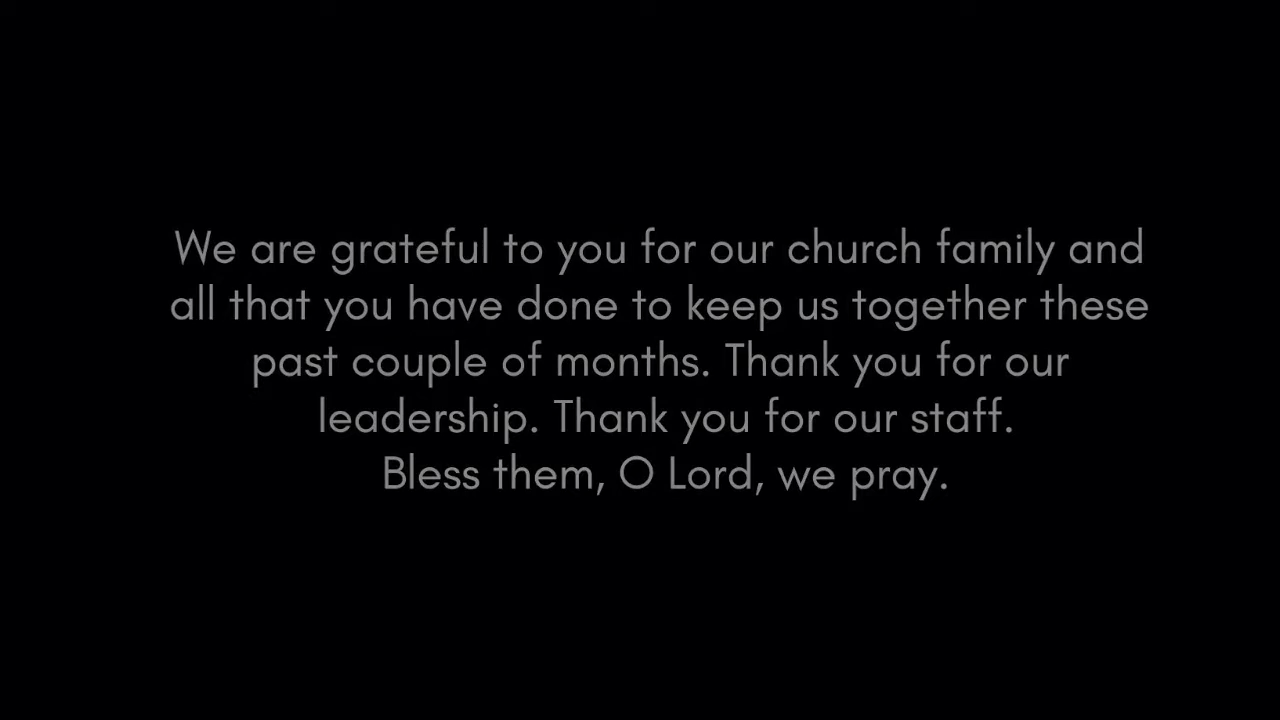 We are grateful to you for our church family and
all that you have done to keep us together these
past couple of months. Thank you for our
leadership. Thank you for our staff.
Bless them, O Lord, we pray.